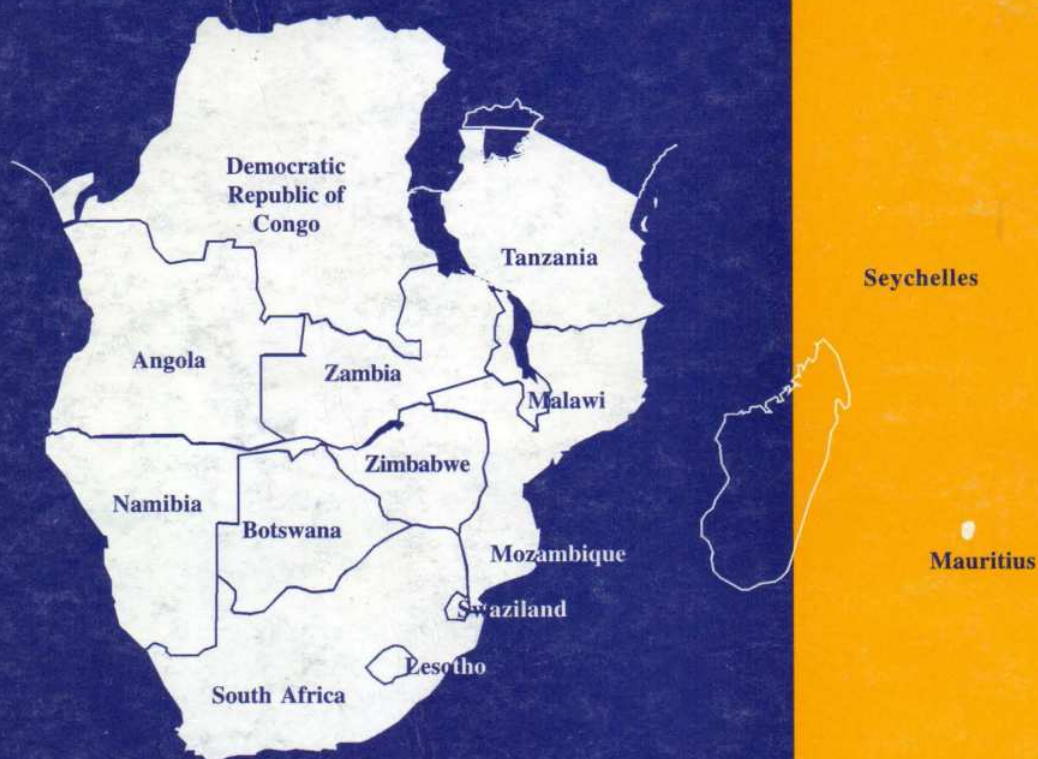 Democratic
Republic of
Congo
Tanzania
Seychelles
Angola
Zambia
Malawi
Zimbabwe
Namibia
Botswana
Mozambique
Mauritius
Swaziland
Lesotho
South Africa